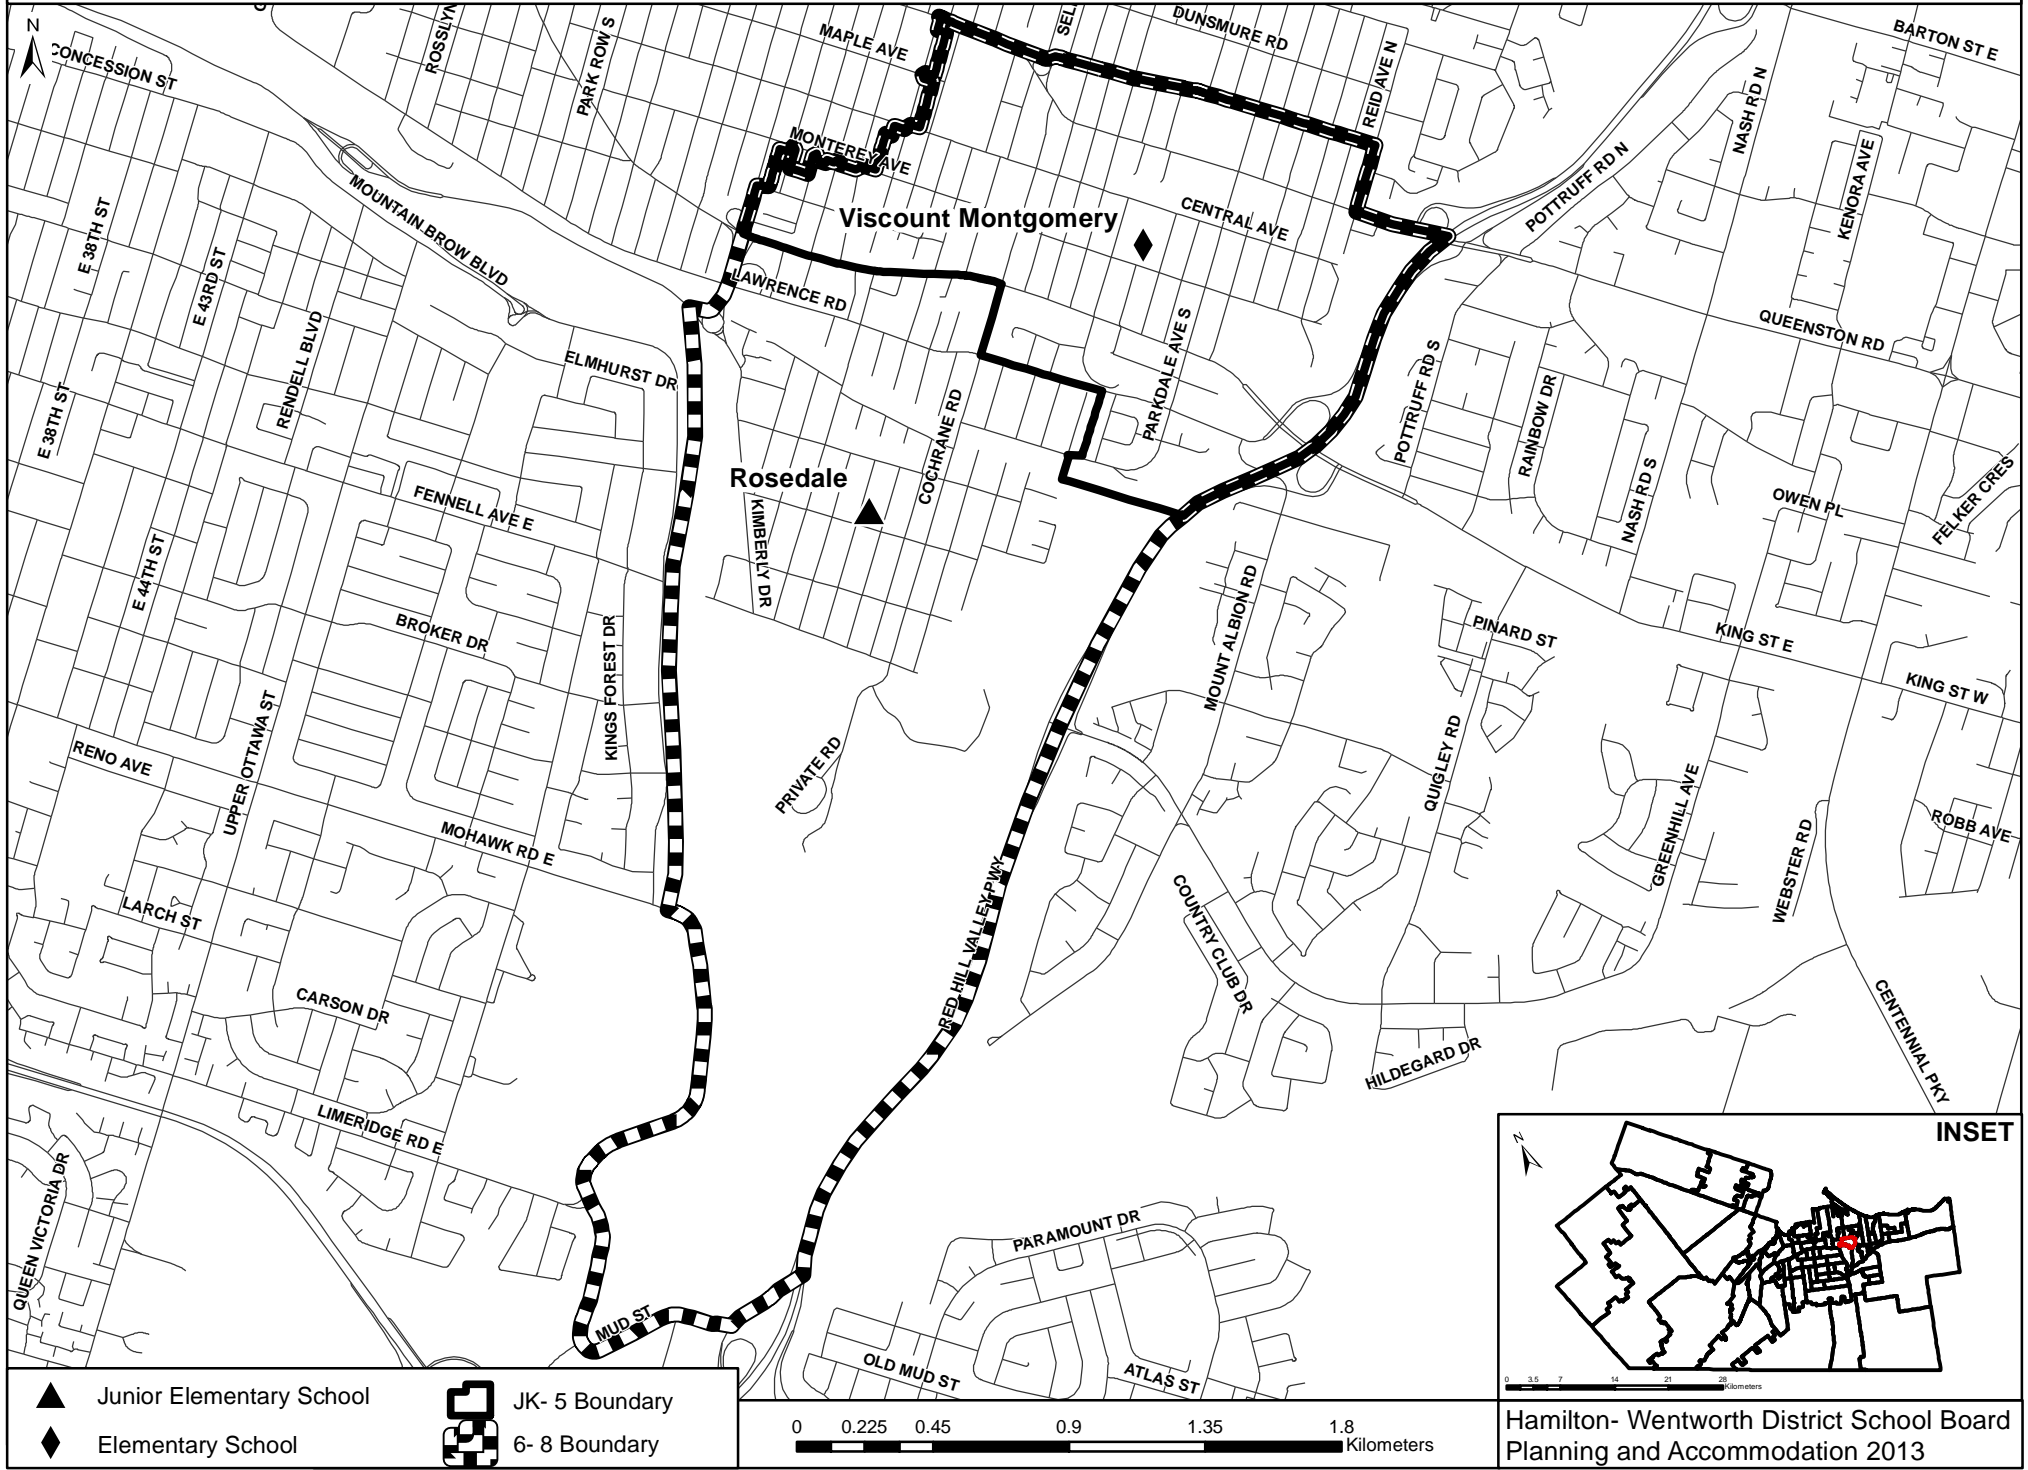 N
CONCESSION ST
ROSSLYN
PARK ROW S
MAPLE AVE
DUNSMURE RD
REID AVE N
BARTON ST E
NASH RD N
KENORA AVE
POTTRUFF RD N
MONTEREY AVE
E 38TH ST
E 43RD ST
MOUNTAIN BROW BLVD
Viscount Montgomery
CENTRAL AVE
LAWRENCE RD
QUEENSTON RD
RENDELL BLVD
ELMHURST DR
PARKDALE AVE S
POTTRUFF RD S
RAINBOW DR
E 38TH ST
COCHRANE RD
Rosedale
NASH RD S
OWEN PL
FELKER CRES
FENNELL AVE E
KIMBERLY DR
E 44TH ST
BROKER DR
KINGS FOREST DR
MOUNT ALBION RD
PINARD ST
KING ST E
KING ST W
UPPER OTTAWA ST
RENO AVE
PRIVATE RD
QUIGLEY RD
GREENHILL AVE
WEBSTER RD
ROBB AVE
MOHAWK RD E
LARCH ST
RED HILL VALLEY PWY
COUNTRY CLUB DR
CARSON DR
HILDEGARD DR
CENTENNIAL PKY
LIMERIDGE RD E
QUEEN VICTORIA DR
PARAMOUNT DR
MUD ST
OLD MUD ST
ATLAS ST
INSET
N
0 3.5 7 14 21 28
Kilometers
Junior Elementary School
JK- 5 Boundary
Elementary School
6- 8 Boundary
0 0.225 0.45 0.9 1.35 1.8
Kilometers
Hamilton- Wentworth District School Board
Planning and Accommodation 2013